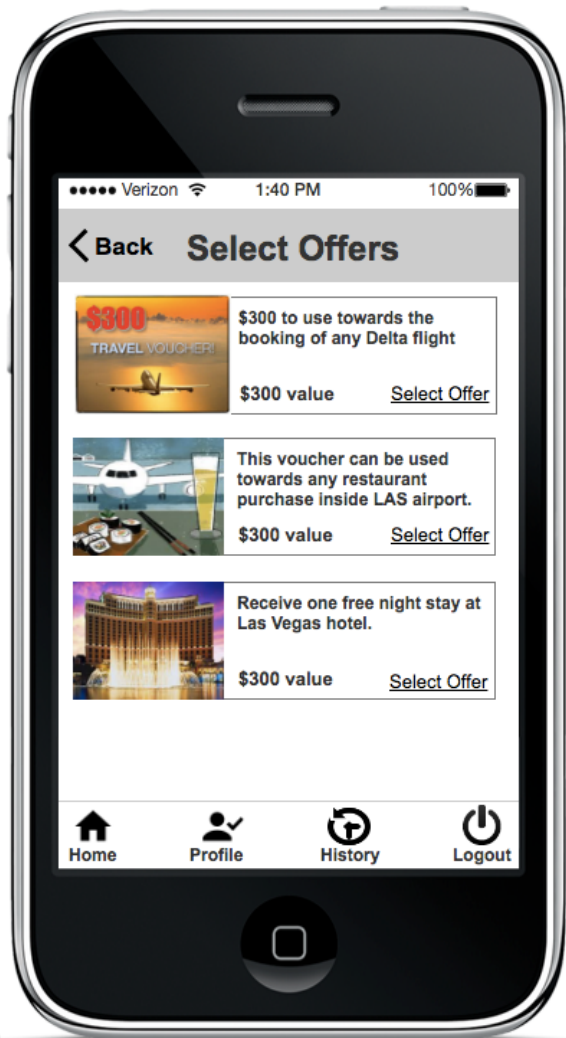 Verizon 1:40 PM 100%
Back Select Offers
$300
TRAVEL VOUCHER!
$300 to use towards the
booking of any Delta flight
$300 value Select Offer
This voucher can be used
towards any restaurant
purchase inside LAS airport.
$300 value Select Offer
Receive one free night stay at
Las Vegas hotel.
$300 value Select Offer
Home Profile History Logout